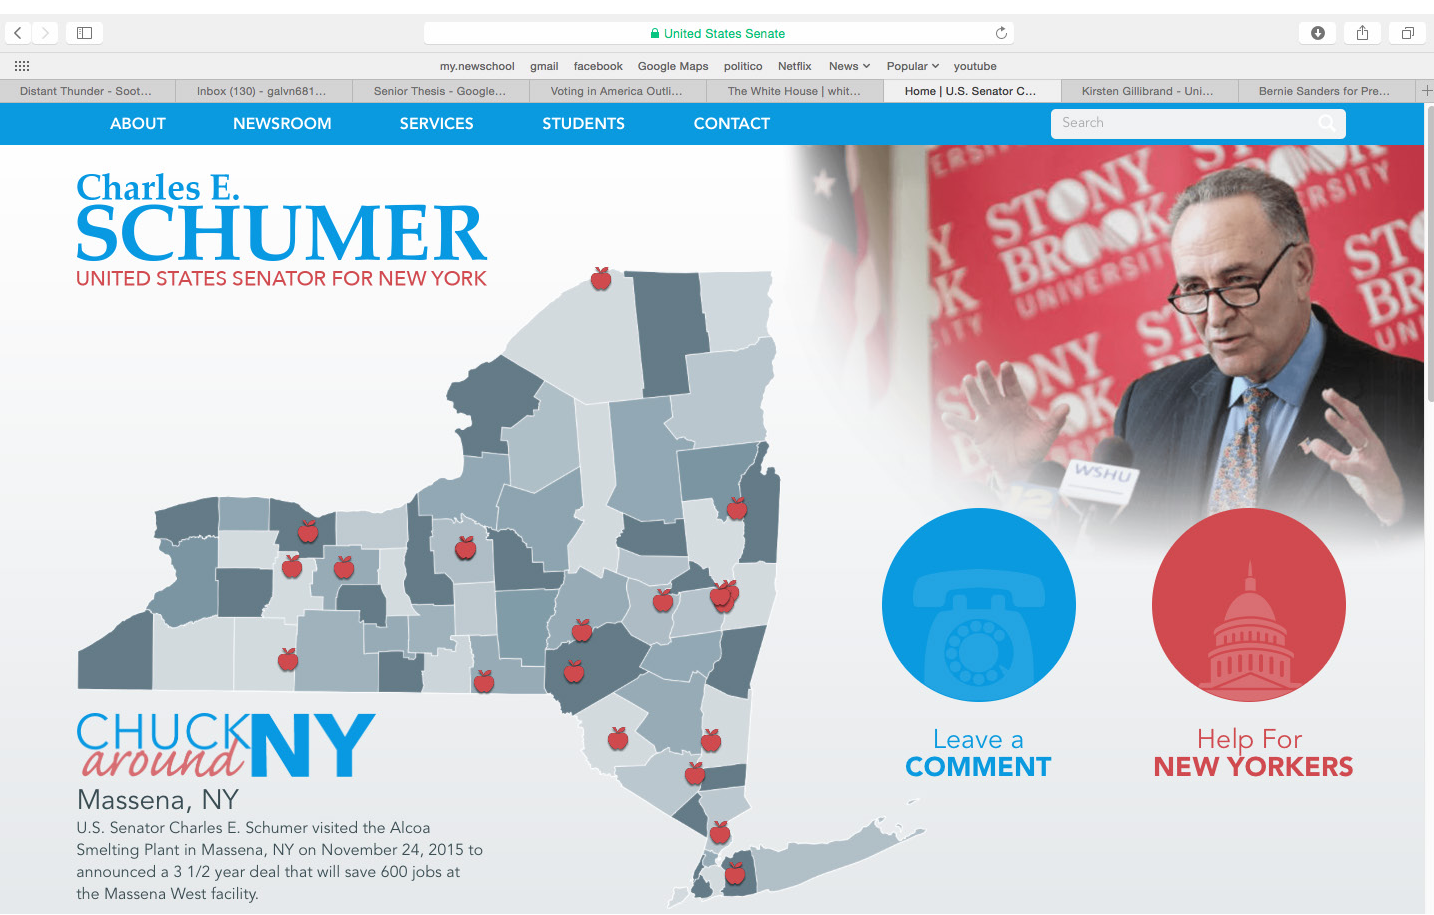 United States Senate
my.newschool gmail facebook Google Maps politico Netflix News Popular youtube
Distant Thunder - Soot... Inbox (130) - galvn681... Senior Thesis - Google... Voting in America Outli... The White House | whit... Home | U.S. Senator C... Kirsten Gillibrand - Uni... Bernie Sanders for Pre...
ABOUT NEWSROOM SERVICES STUDENTS CONTACT Search
Charles E.
SCHUMER
UNITED STATES SENATOR FOR NEW YORK
STONY
BROOK
UNIVERSITY
WSHU
CHUCK
around
NY
Massena, NY
U.S. Senator Charles E. Schumer visited the Alcoa
Smelting Plant in Massena, NY on November 24, 2015 to
announced a 3 1/2 year deal that will save 600 jobs at
the Massena West facility.
Leave a
COMMENT
Help For
NEW YORKERS